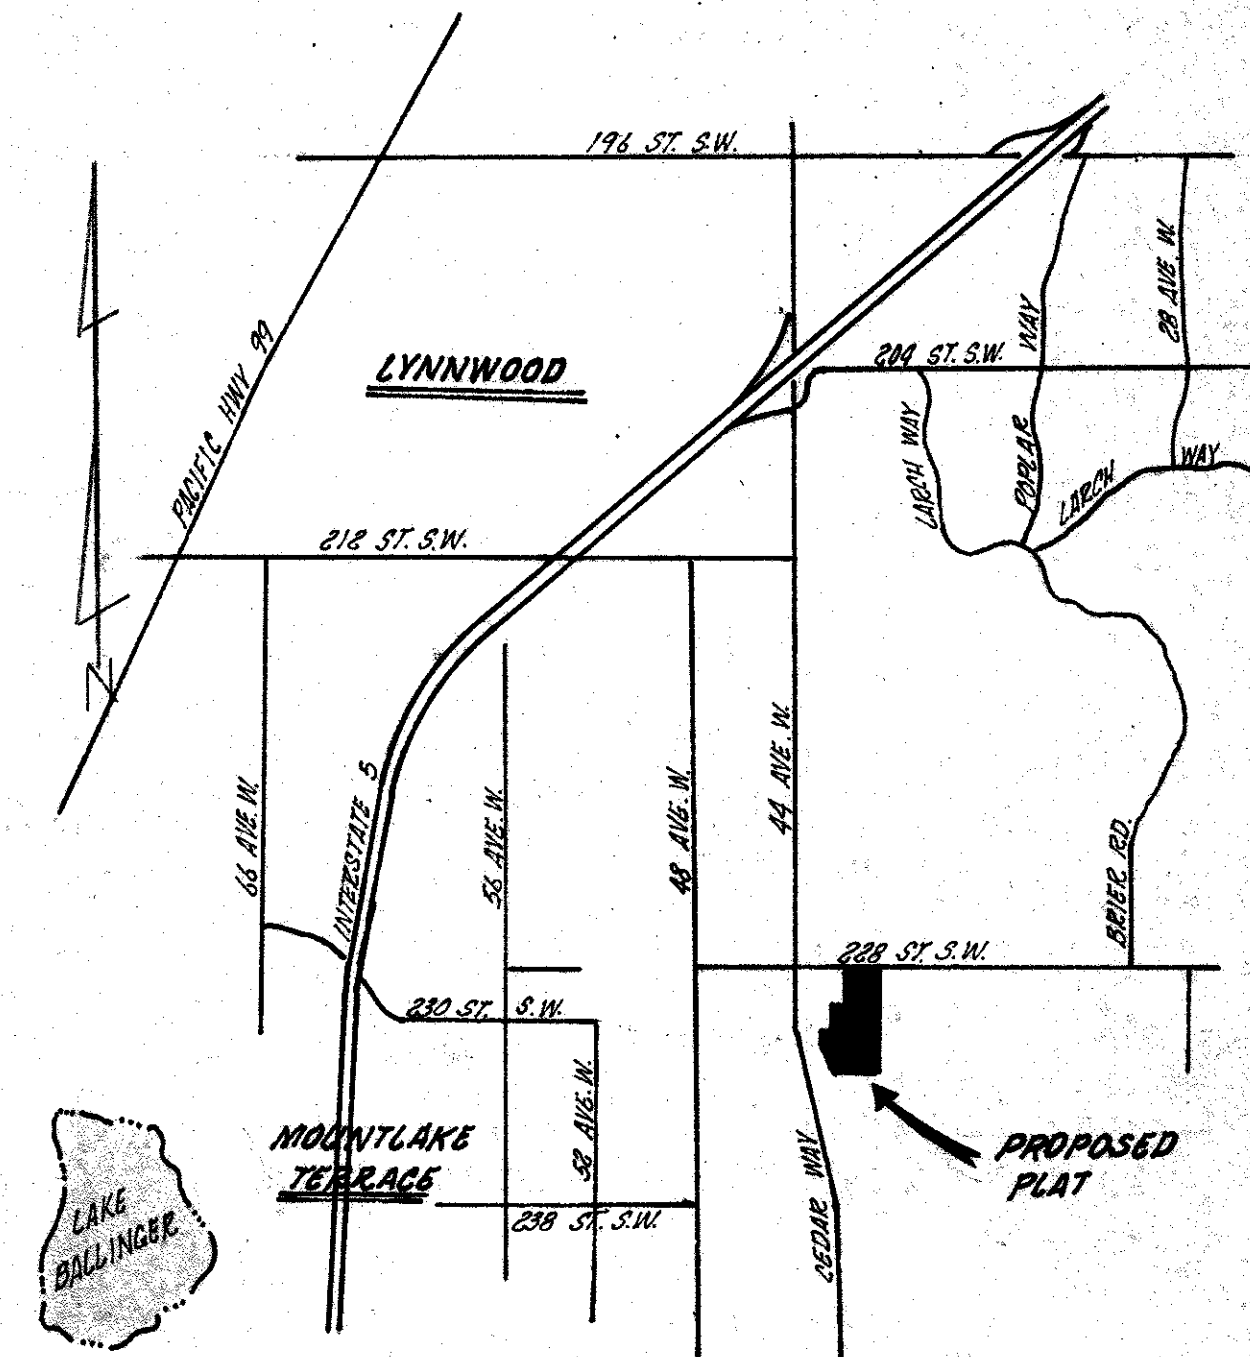 196 ST. S.W.
PACIFIC HWY 99
LYNNWOOD
28 AVE. W.
POPLAR WAY
204 ST. S.W.
LARCH WAY
LARCH WAY
212 ST. S.W.
N
66 AVE. W.
INTERSTATE 5
56 AVE. W.
48 AVE. W.
44 AVE. W.
BRIER RD.
228 ST. S.W.
230 ST. S.W.
52 AVE. W.
MOUNTLAKE
TERRACE
238 ST. S.W.
CEDAR WAY
PROPOSED
PLAT
LAKE
BALLINGER